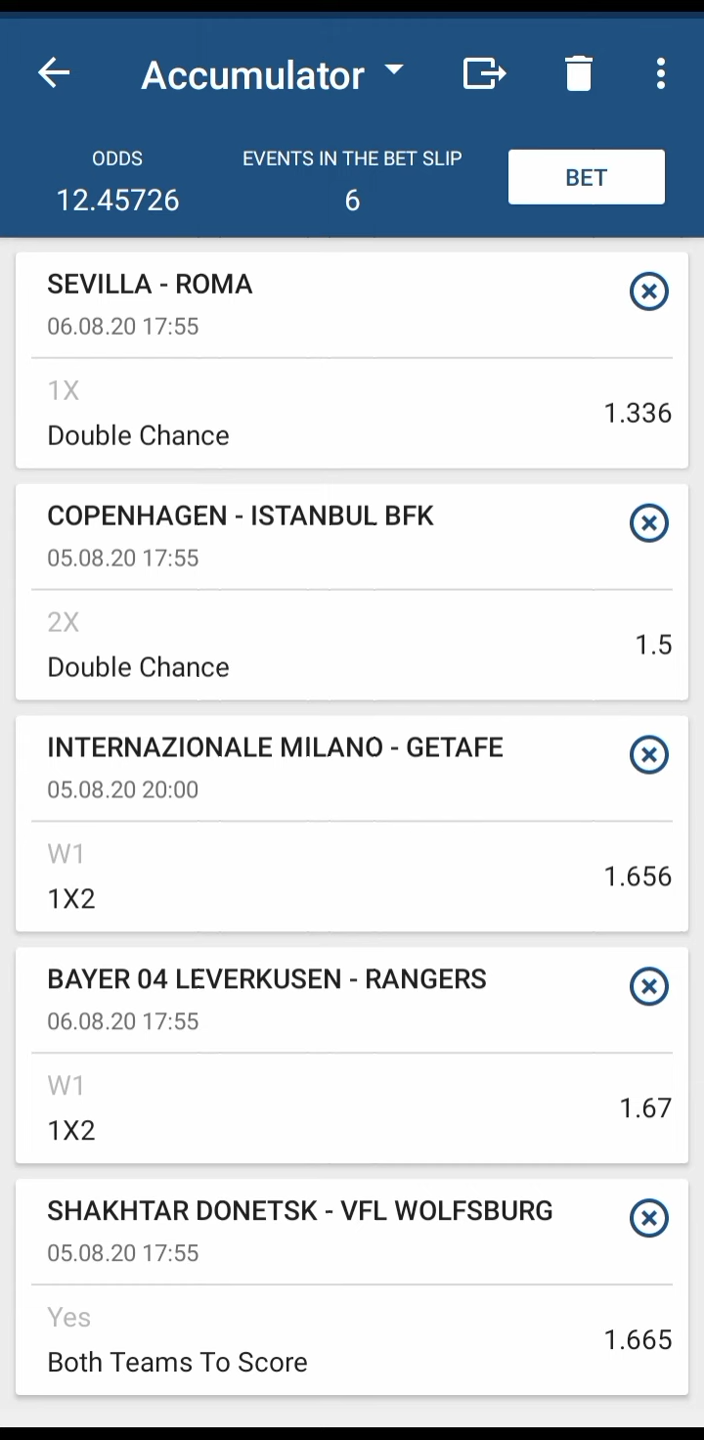 Accumulator
ODDS
EVENTS IN THE BET SLIP
BET
12.45726
6
SEVILLA - ROMA
06.08.20 17:55
1X
1.336
Double Chance
COPENHAGEN - ISTANBUL BFK
05.08.20 17:55
2X
1.5
Double Chance
INTERNAZIONALE MILANO - GETAFE
05.08.20 20:00
W1
1.656
1X2
BAYER 04 LEVERKUSEN - RANGERS
06.08.20 17:55
W1
1.67
1X2
SHAKHTAR DONETSK - VFL WOLFSBURG
05.08.20 17:55
Yes
1.665
Both Teams To Score